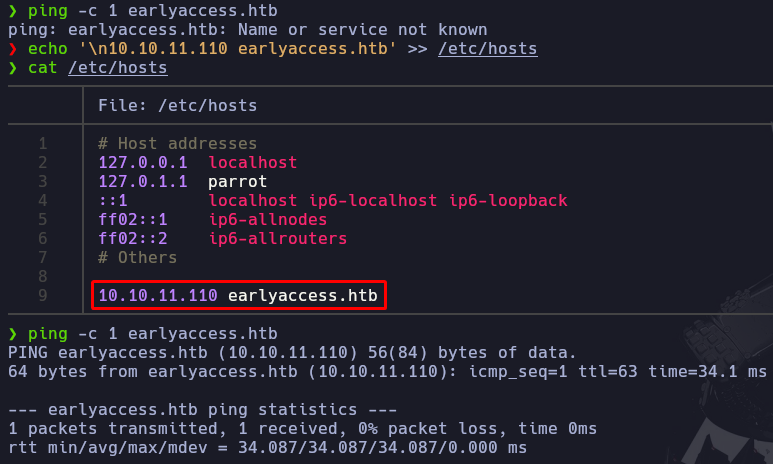 ❯ ping -c 1 earlyaccess.htb
ping: earlyaccess.htb: Name or service not known
❯ echo '\n10.10.11.110 earlyaccess.htb' >> /etc/hosts
❯ cat /etc/hosts
File: /etc/hosts
1 # Host addresses
2 127.0.0.1 localhost
3 127.0.1.1 parrot
4 ::1 localhost ip6-localhost ip6-loopback
5 ff02::1 ip6-allnodes
6 ff02::2 ip6-allrouters
7 # Others
8
9 10.10.11.110 earlyaccess.htb
❯ ping -c 1 earlyaccess.htb
PING earlyaccess.htb (10.10.11.110) 56(84) bytes of data.
64 bytes from earlyaccess.htb (10.10.11.110): icmp_seq=1 ttl=63 time=34.1 ms
--- earlyaccess.htb ping statistics ---
1 packets transmitted, 1 received, 0% packet loss, time 0ms
rtt min/avg/max/mdev = 34.087/34.087/34.087/0.000 ms